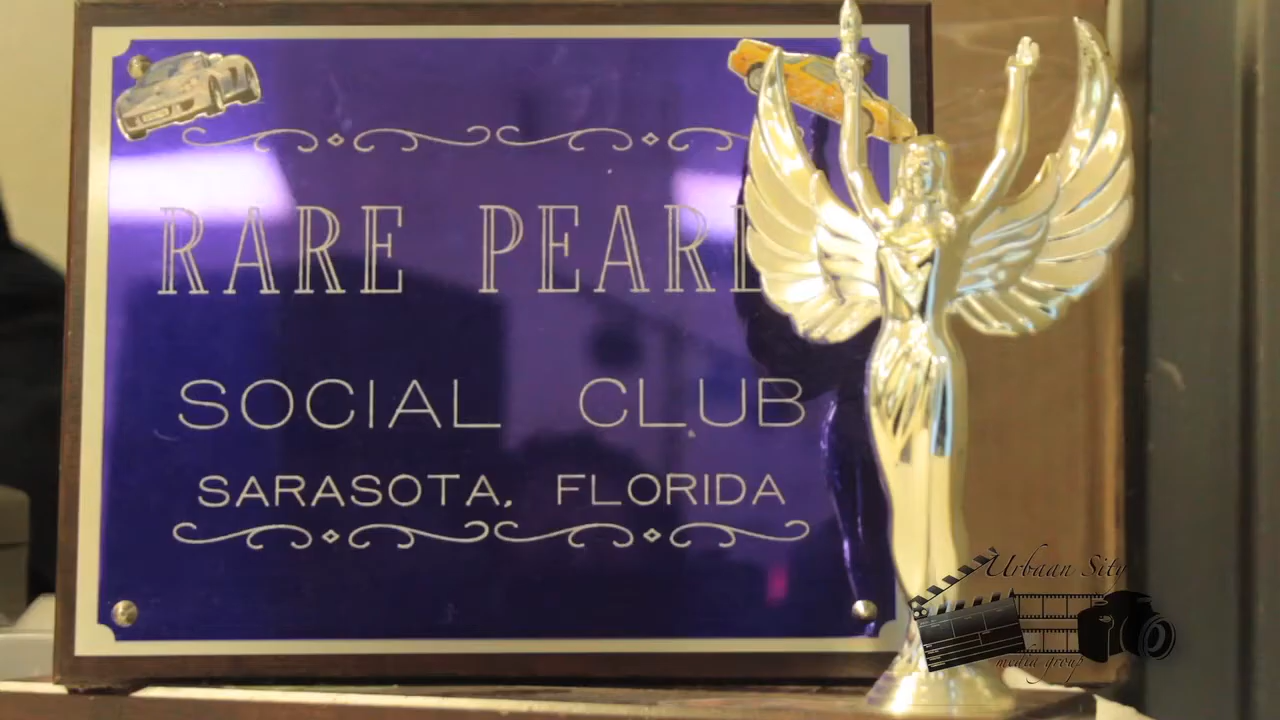 RARE PEARL
SOCIAL CLUB
SARASOTA, FLORIDA
Urbaan Sity
media group